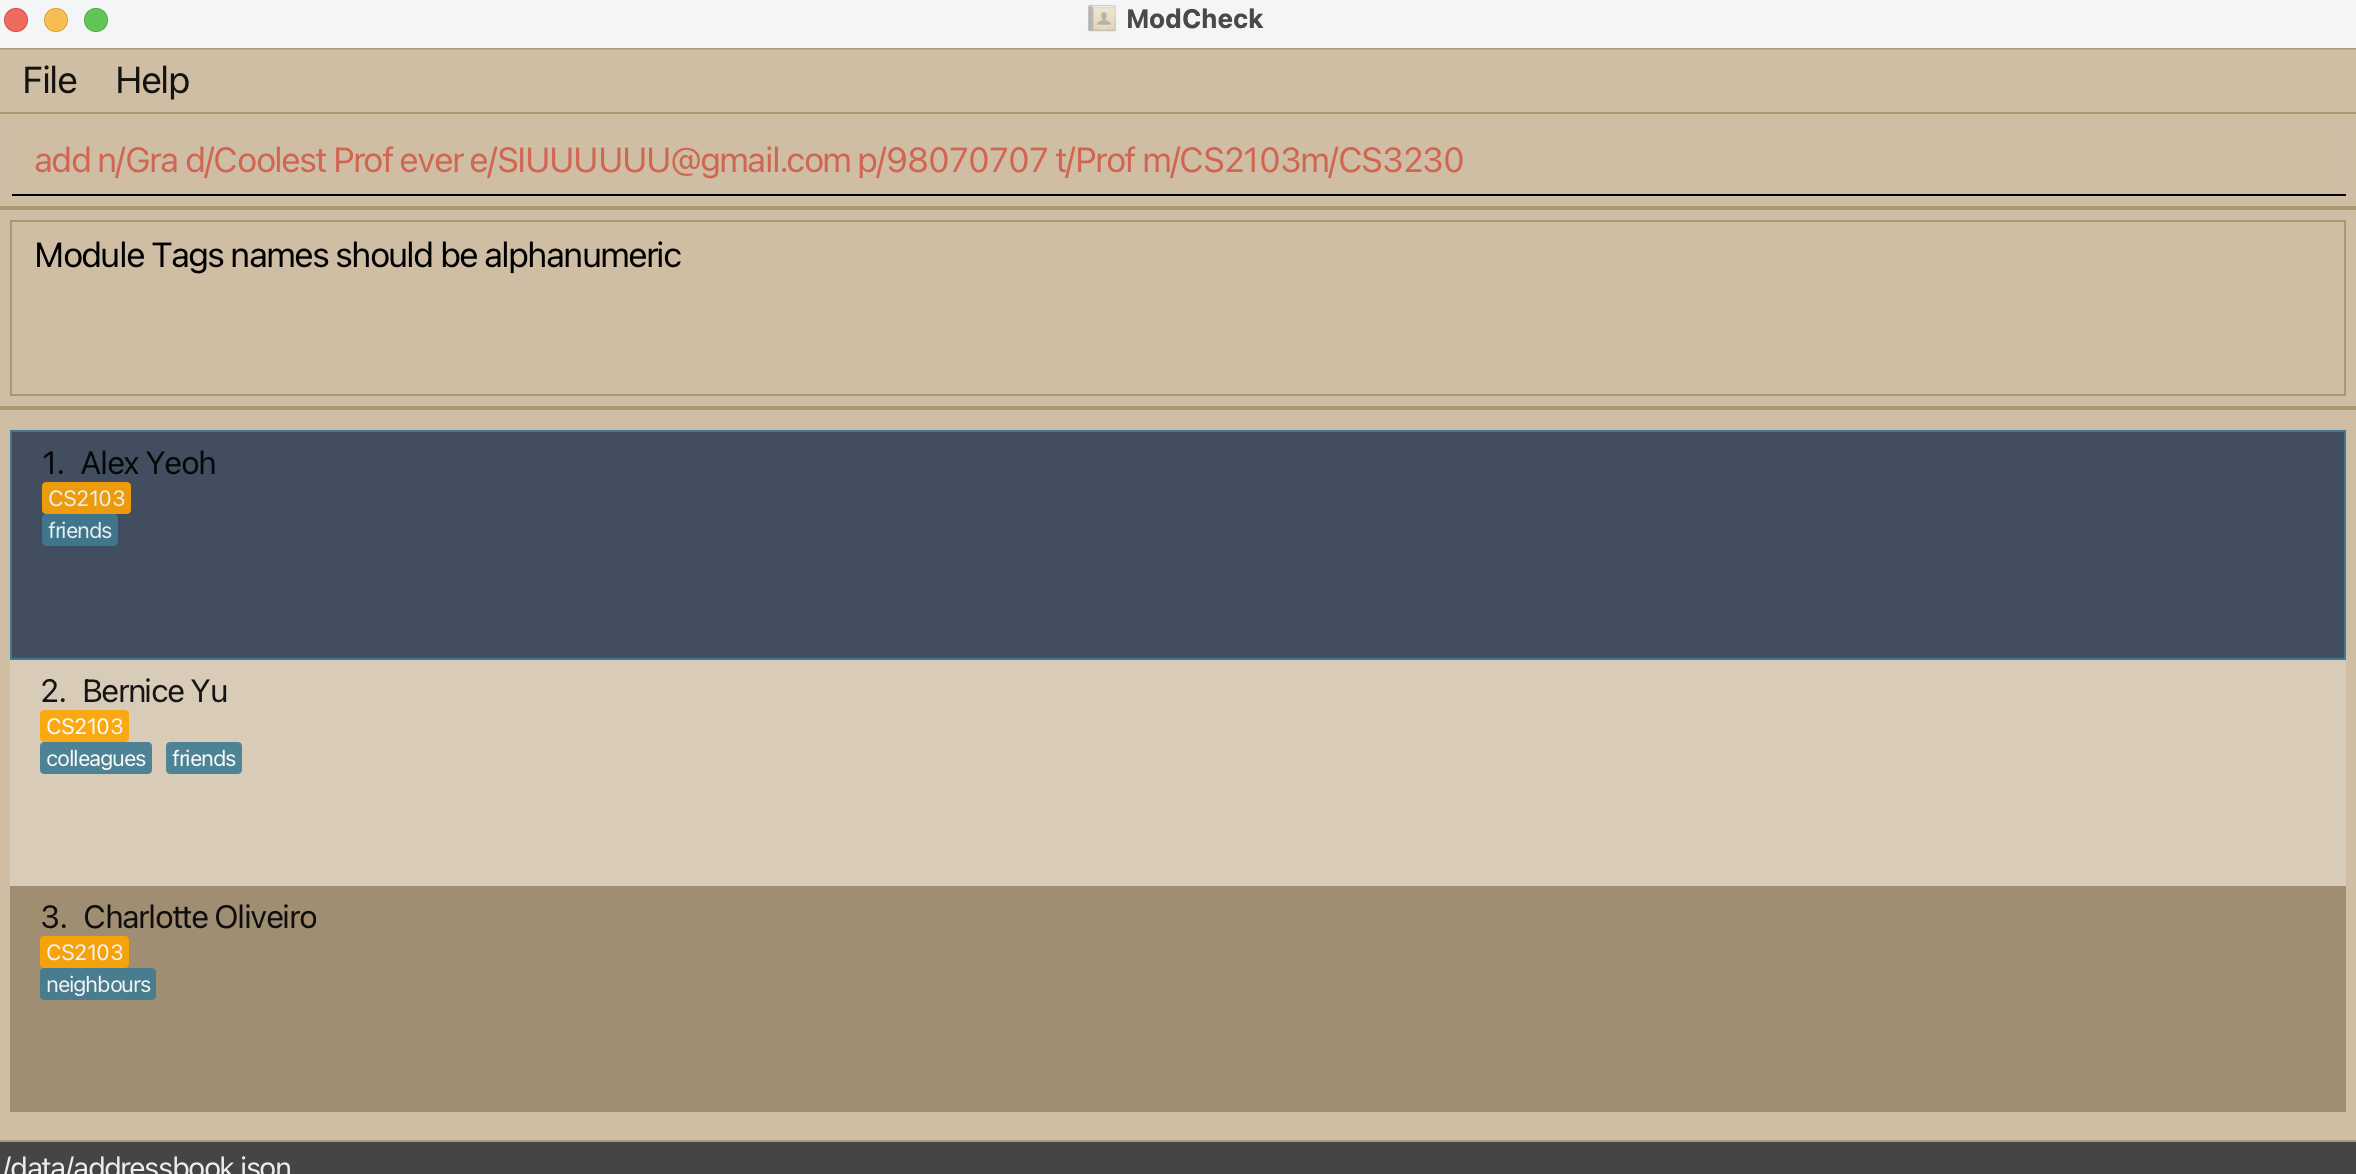 ModCheck
File Help
add n/Gra d/Coolest Prof ever e/SIUUUUUU@gmail.com p/98070707 t/Prof m/CS2103m/CS3230
Module Tags names should be alphanumeric
1. Alex Yeoh
CS2103
friends
2. Bernice Yu
CS2103
colleagues friends
3. Charlotte Oliveiro
CS2103
neighbours
/data/addressbook.json